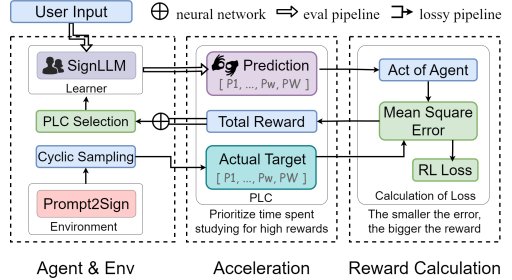 User Input
neural network
eval pipeline
lossy pipeline
SignLLM
Learner
PLC Selection
Cyclic Sampling
Prompt2Sign
Environment
Prediction
[ P1, ..., Pw, PW ]
Total Reward
Actual Target
[ P1, ..., Pw, PW ]
PLC
Prioritize time spent
studying for high rewards
Act of Agent
Mean Square
Error
RL Loss
Calculation of Loss
The smaller the error,
the bigger the reward
Agent & Env
Acceleration
Reward Calculation